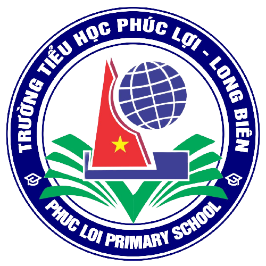 TRƯỜNG TIỂU HỌC PHÚC LỢI - LONG BIÊN
PHUC LOI PRIMARY SCHOOL